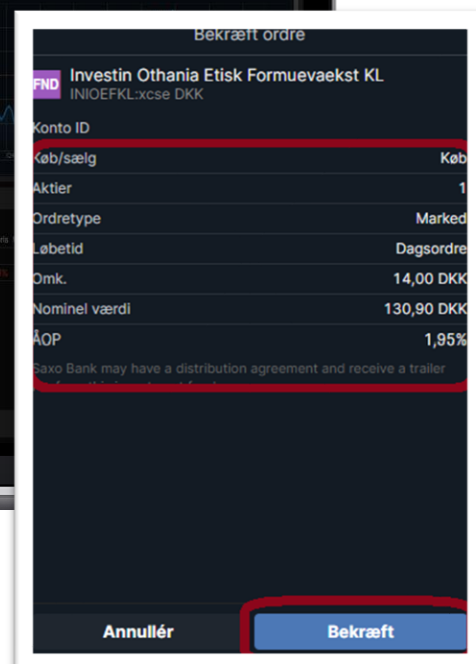 Bekræft ordre
FND
Investin Othania Etisk Formuevaekst KL
INIOEFKL:xcse DKK
Konto ID
Køb/sælg Køb
Aktier 1
Ordretype Marked
Løbetid Dagsordre
Omk. 14,00 DKK
Nominel værdi 130,90 DKK
ÅOP 1,95%
Saxo Bank may have a distribution agreement and receive a trailer
Annullér Bekræft